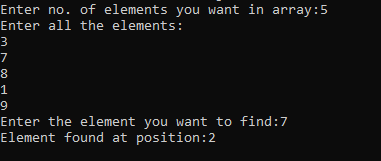 Enter no. of elements you want in array:5
Enter all the elements:
3
7
8
1
9
Enter the element you want to find:7
Element found at position:2